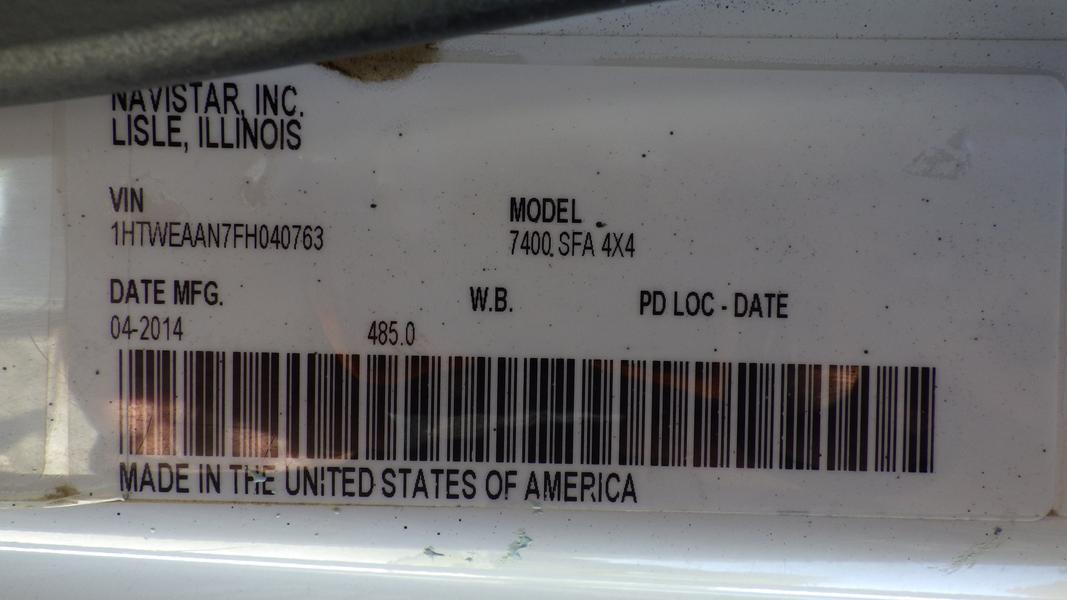 NAVISTAR, INC.
LISLE, ILLINOIS
VIN
1HTWEAAN7FH040763
MODEL
7400 SFA 4X4
DATE MFG.
W.B.
PD LOC - DATE
04-2014
485.0
MADE IN THE UNITED STATES OF AMERICA